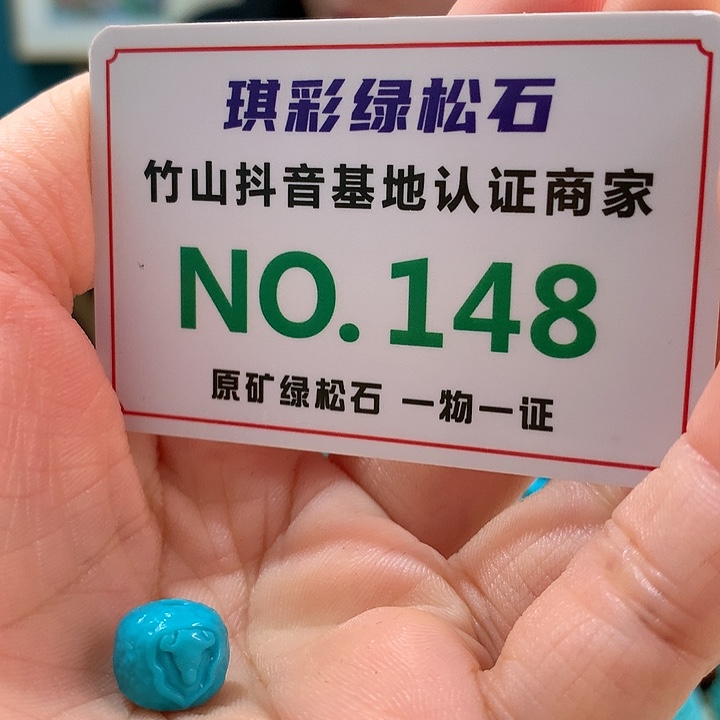 琪彩绿松石
竹山抖音基地认证商家
NO.148
原矿绿松石 一物一证